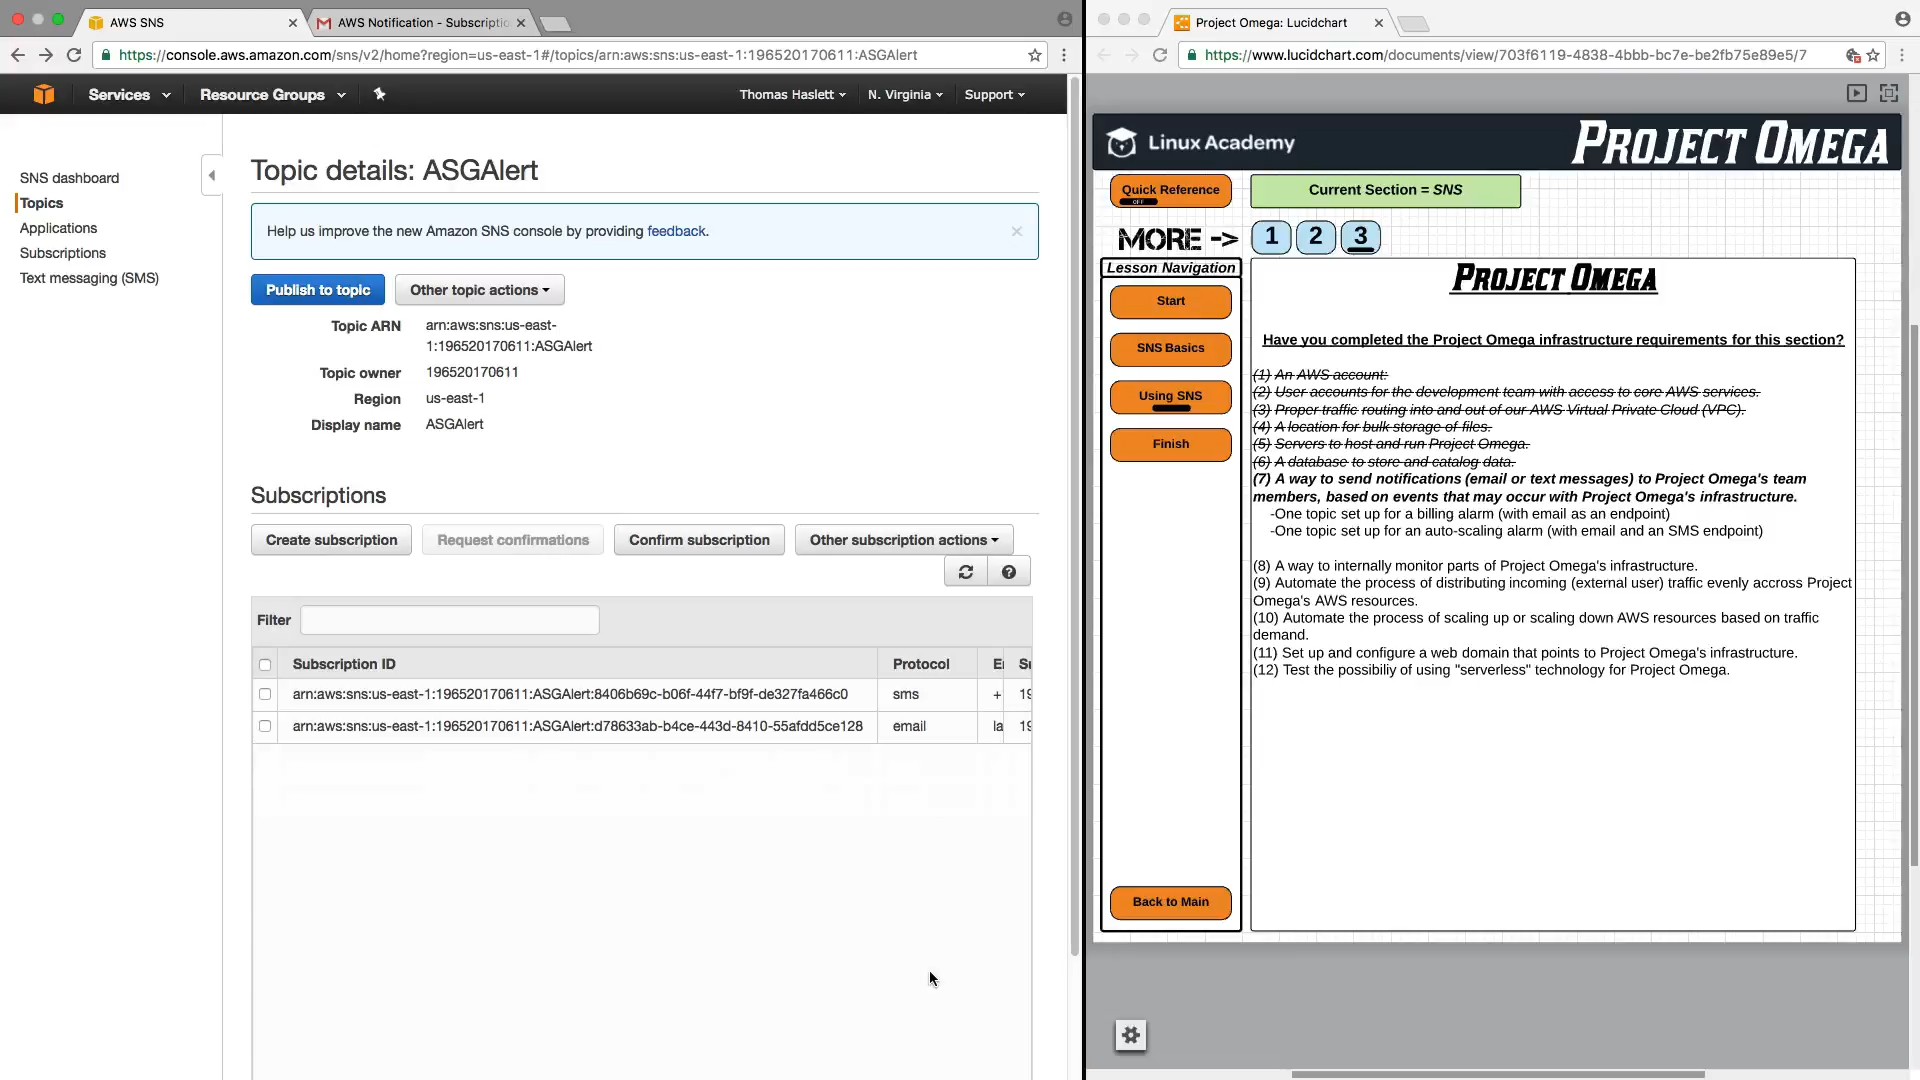 AWS SNS
AWS Notification - Subscriptio
https://console.aws.amazon.com/sns/v2/home?region=us-east-1#/topics/arn:aws:sns:us-east-1:196520170611:ASGAlert
Services
Resource Groups
Thomas Haslett
N. Virginia
Support
SNS dashboard
Topics
Applications
Subscriptions
Text messaging (SMS)
Topic details: ASGAlert
Help us improve the new Amazon SNS console by providing feedback.
Publish to topic
Other topic actions
Topic ARN
arn:aws:sns:us-east-
1:196520170611:ASGAlert
Topic owner
196520170611
Region
us-east-1
Display name
ASGAlert
Subscriptions
Create subscription
Request confirmations
Confirm subscription
Other subscription actions
Filter
Subscription ID
Protocol
arn:aws:sns:us-east-1:196520170611:ASGAlert:8406b69c-b06f-44f7-bf9f-de327fa466c0
sms
+
19
arn:aws:sns:us-east-1:196520170611:ASGAlert:d78633ab-b4ce-443d-8410-55afdd5ce128
email
la
19
Project Omega: Lucidchart
https://www.lucidchart.com/documents/view/703f6119-4838-4bbb-bc7e-be2fb75e89e5/7
Linux Academy
PROJECT OMEGA
Quick Reference
OFF
Current Section = SNS
MORE ->
1
2
3
Lesson Navigation
Start
SNS Basics
Using SNS
Finish
Back to Main
PROJECT OMEGA
Have you completed the Project Omega infrastructure requirements for this section?
(1) An AWS account.
(2) User accounts for the development team with access to core AWS services.
(3) Proper traffic routing into and out of our AWS Virtual Private Cloud (VPC).
(4) A location for bulk storage of files.
(5) Servers to host and run Project Omega.
(6) A database to store and catalog data.
(7) A way to send notifications (email or text messages) to Project Omega's team
members, based on events that may occur with Project Omega's infrastructure.
-One topic set up for a billing alarm (with email as an endpoint)
-One topic set up for an auto-scaling alarm (with email and an SMS endpoint)
(8) A way to internally monitor parts of Project Omega's infrastructure.
(9) Automate the process of distributing incoming (external user) traffic evenly accross Project
Omega's AWS resources.
(10) Automate the process of scaling up or scaling down AWS resources based on traffic
demand.
(11) Set up and configure a web domain that points to Project Omega's infrastructure.
(12) Test the possibiliy of using "serverless" technology for Project Omega.